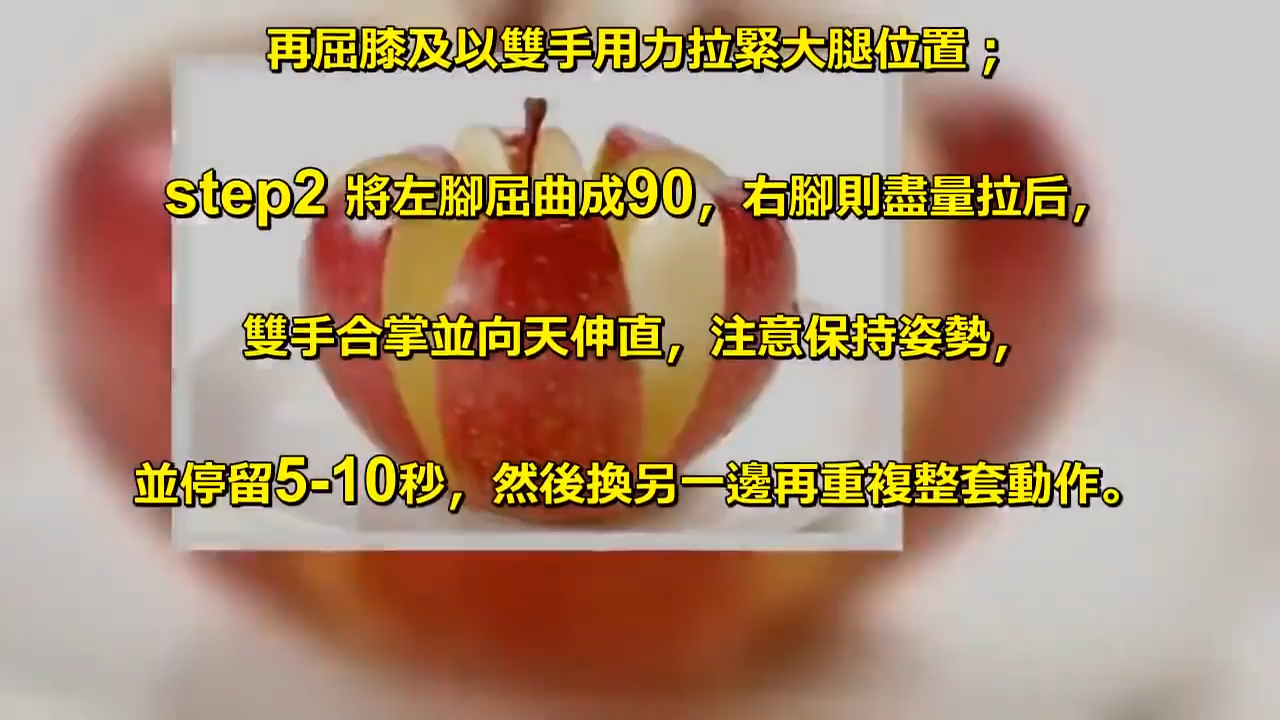 再屈膝及以雙手用力拉緊大腿位置；
step2 將左腳屈曲成90，右腳則盡量拉后，
雙手合掌並向天伸直，注意保持姿勢，
並停留5-10秒，然後換另一邊再重複整套動作。